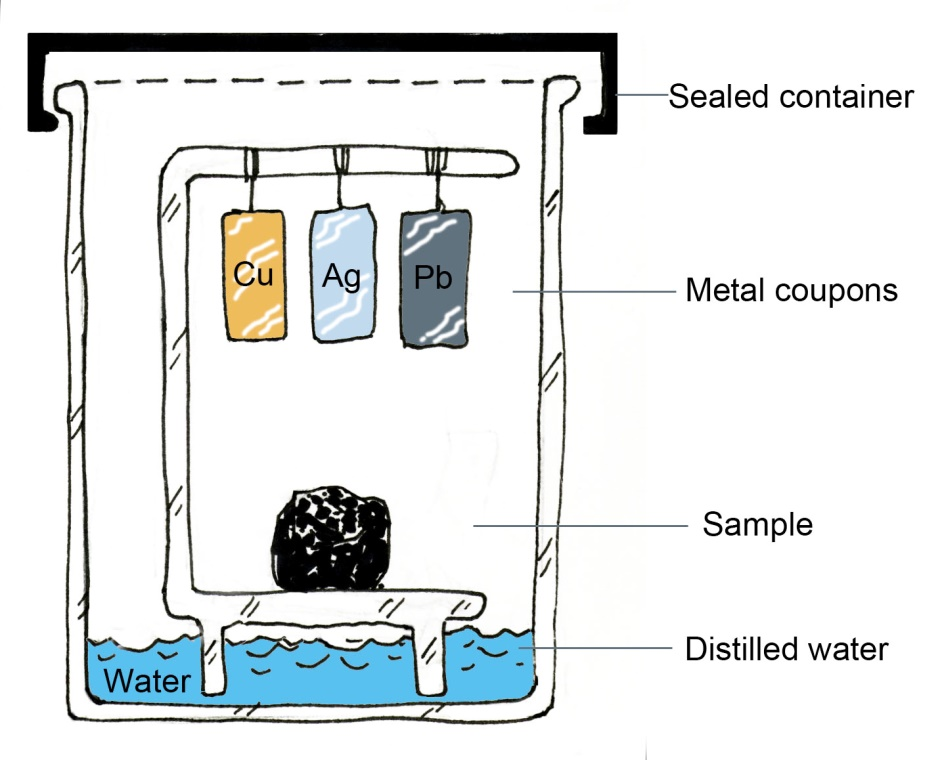 Sealed container
Cu
Ag
Pb
Metal coupons
Sample
Distilled water
Water